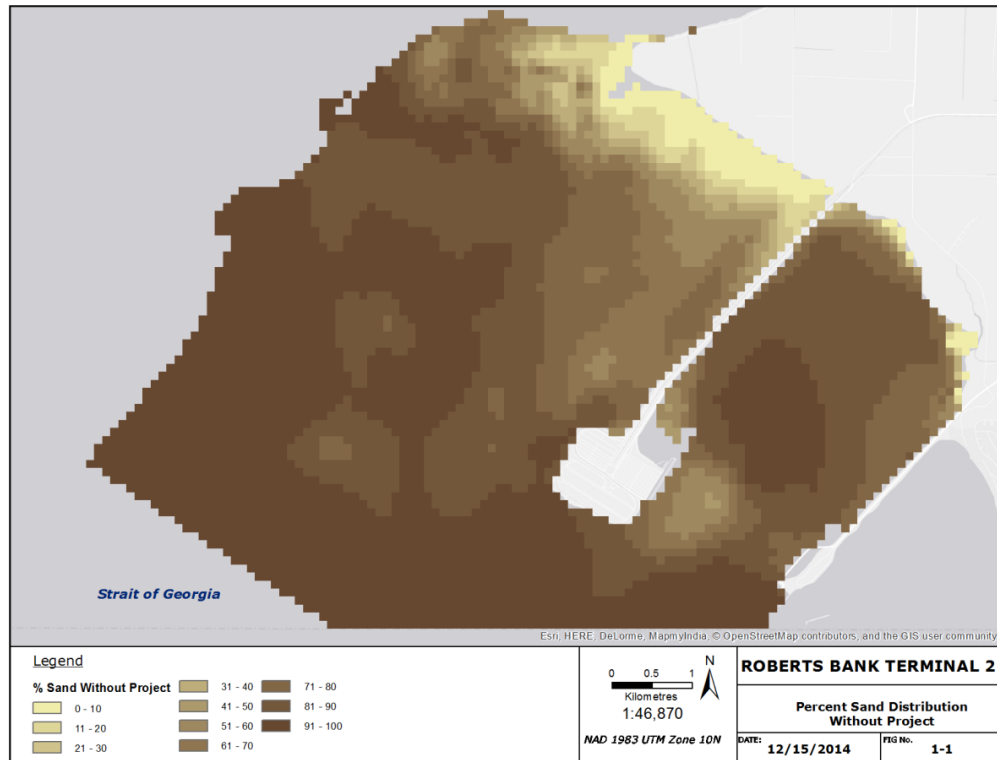 Strait of Georgia
Esri, HERE, DeLorme, MapmyIndia, © OpenStreetMap contributors, and the GIS user community
Legend
% Sand Without Project
0 - 10
11 - 20
21 - 30
31 - 40
41 - 50
51 - 60
61 - 70
71 - 80
81 - 90
91 - 100
N
0 0.5 1
Kilometres
1:46,870
NAD 1983 UTM Zone 10N
ROBERTS BANK TERMINAL 2
Percent Sand Distribution
Without Project
DATE: 12/15/2014
FIG No. 1-1